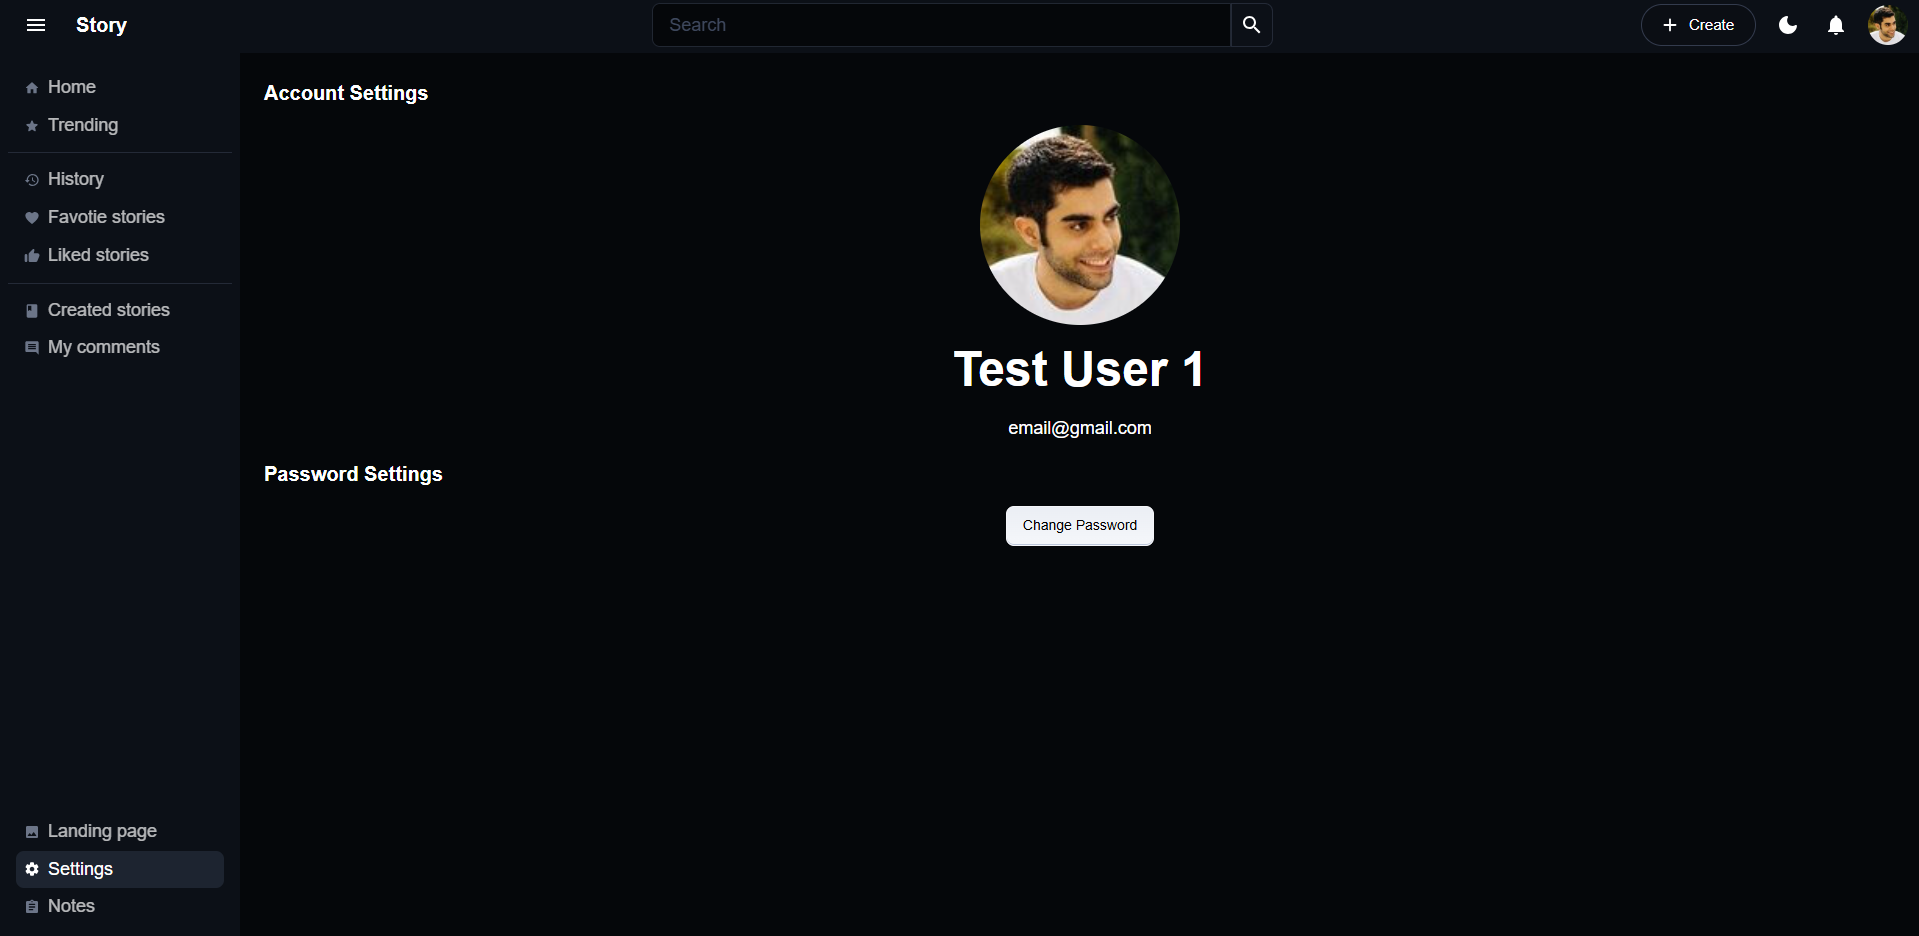 Story
Search
Create
Home
Trending
History
Favotie stories
Liked stories
Created stories
My comments
Landing page
Settings
Notes
Account Settings
Test User 1
email@gmail.com
Password Settings
Change Password